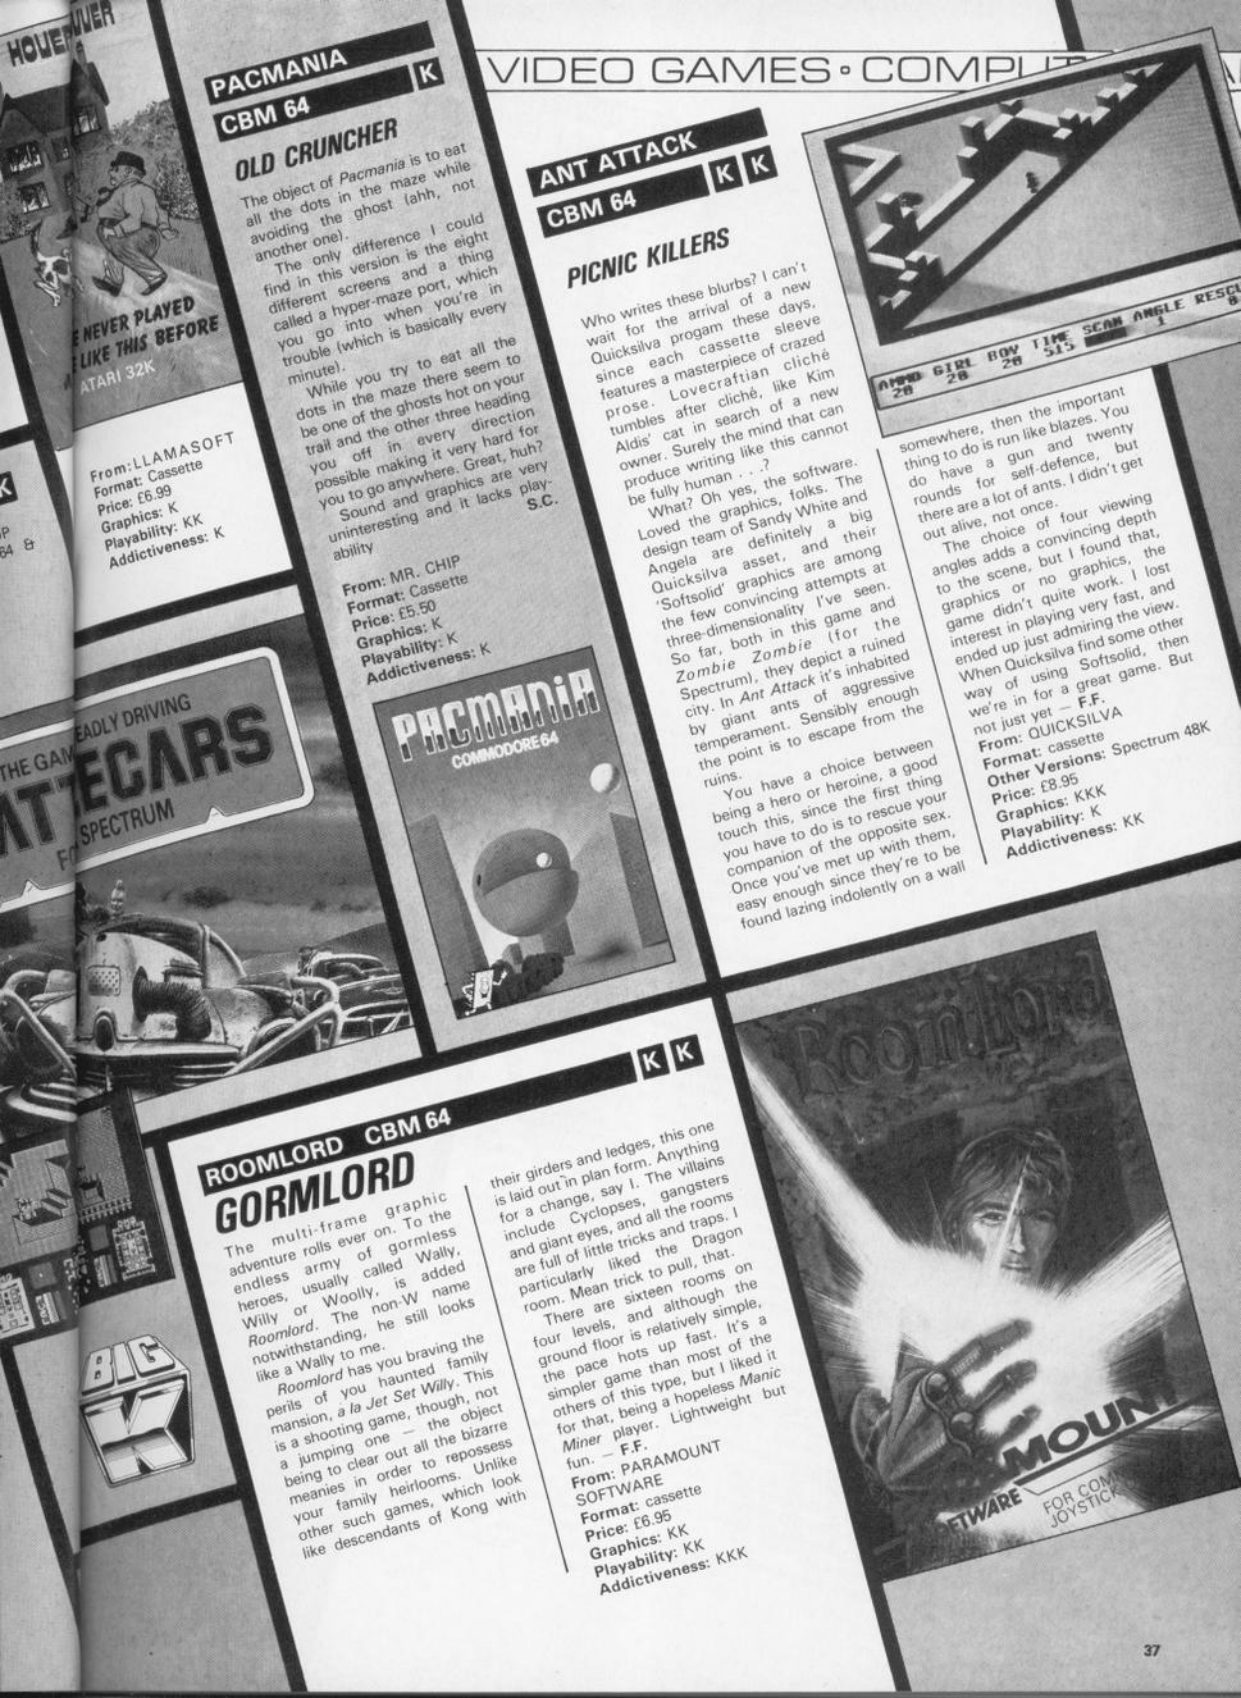 HOVER
VVER
E NEVER PLAYED
LIKE THIS BEFORE
ATARI 32K
From: LLAMASOFT
Format: Cassette
Price: £6.99
Graphics: K
Playability: KK
Addictiveness: K
K
64 &
THE GAM
EADLY DRIVING
ATTECARS
FO
SPECTRUM
BIG
K
PACMANIA
CBM 64
K
OLD CRUNCHER
The object of Pacmania is to eat
all the dots in the maze while
avoiding the ghost (ahh, not
another one).
The only difference I could
find in this version is the eight
different screens and a thing
called a hyper-maze port, which
you go into when you're in
trouble (which is basically every
minute).
While you try to eat all the
dots in the maze there seem to
be one of the ghosts hot on your
trail and the other three heading
you off in every direction
possible making it very hard for
you to go anywhere. Great, huh?
Sound and graphics are very
uninteresting and it lacks play-
ability
S.C.
From: MR. CHIP
Format: Cassette
Price: £5.50
Graphics: K
Playability: K
Addictiveness: K
PACMANIA
COMMODORE 64
VIDEO GAMES • COMPUT
ANT ATTACK
CBM 64
K K
PICNIC KILLERS
Who writes these blurbs? I can't
wait for the arrival of a new
Quicksilva progam these days,
since each cassette sleeve
features a masterpiece of crazed
prose. Lovecraftian cliché
tumbles after cliché, like Kim
Aldis' cat in search of a new
owner. Surely the mind that can
produce writing like this cannot
be fully human . . .?
What? Oh yes, the software.
Loved the graphics, folks. The
design team of Sandy White and
Angela are definitely a big
Quicksilva asset, and their
'Softsolid' graphics are among
the few convincing attempts at
three-dimensionality I've seen.
So far, both in this game and
Zombie Zombie (for the
Spectrum), they depict a ruined
city. In Ant Attack it's inhabited
by giant ants of aggressive
temperament. Sensibly enough
the point is to escape from the
ruins.
You have a choice between
being a hero or heroine, a good
touch this, since the first thing
you have to do is to rescue your
companion of the opposite sex.
Once you've met up with them,
easy enough since they're to be
found lazing indolently on a wall
AMMO GIRL BOY TIME SCAN ANGLE RESCU
20 20 20 515 1
somewhere, then the important
thing to do is run like blazes. You
do have a gun and twenty
rounds for self-defence, but
there are a lot of ants. I didn't get
out alive, not once.
The choice of four viewing
angles adds a convincing depth
to the scene, but I found that,
graphics or no graphics, the
game didn't quite work. I lost
interest in playing very fast, and
ended up just admiring the view.
When Quicksilva find some other
way of using Softsolid, then
we're in for a great game. But
not just yet — F.F.
From: QUICKSILVA
Format: cassette
Other Versions: Spectrum 48K
Price: £8.95
Graphics: KKK
Playability: K
Addictiveness: KK
K K
ROOMLORD CBM 64
GORMLORD
The multi-frame graphic
adventure rolls ever on. To the
endless army of gormless
heroes, usually called Wally,
Willy or Woolly, is added
Roomlord. The non-W name
notwithstanding, he still looks
like a Wally to me.
Roomlord has you braving the
perils of you haunted family
mansion, a la Jet Set Willy. This
is a shooting game, though, not
a jumping one — the object
being to clear out all the bizarre
meanies in order to repossess
your family heirlooms. Unlike
other such games, which look
like descendants of Kong with
their girders and ledges, this one
is laid out in plan form. Anything
for a change, say I. The villains
include Cyclopses, gangsters
and giant eyes, and all the rooms
are full of little tricks and traps. I
particularly liked the Dragon
room. Mean trick to pull, that.
There are sixteen rooms on
four levels, and although the
ground floor is relatively simple,
the pace hots up fast. It's a
simpler game than most of the
others of this type, but I liked it
for that, being a hopeless Manic
Miner player. Lightweight but
fun. — F.F.
From: PARAMOUNT
SOFTWARE
Format: cassette
Price: £6.95
Graphics: KK
Playability: KK
Addictiveness: KKK
RoomLord
RAMOUNT
FTWARE
FOR COM
JOYSTICK
37